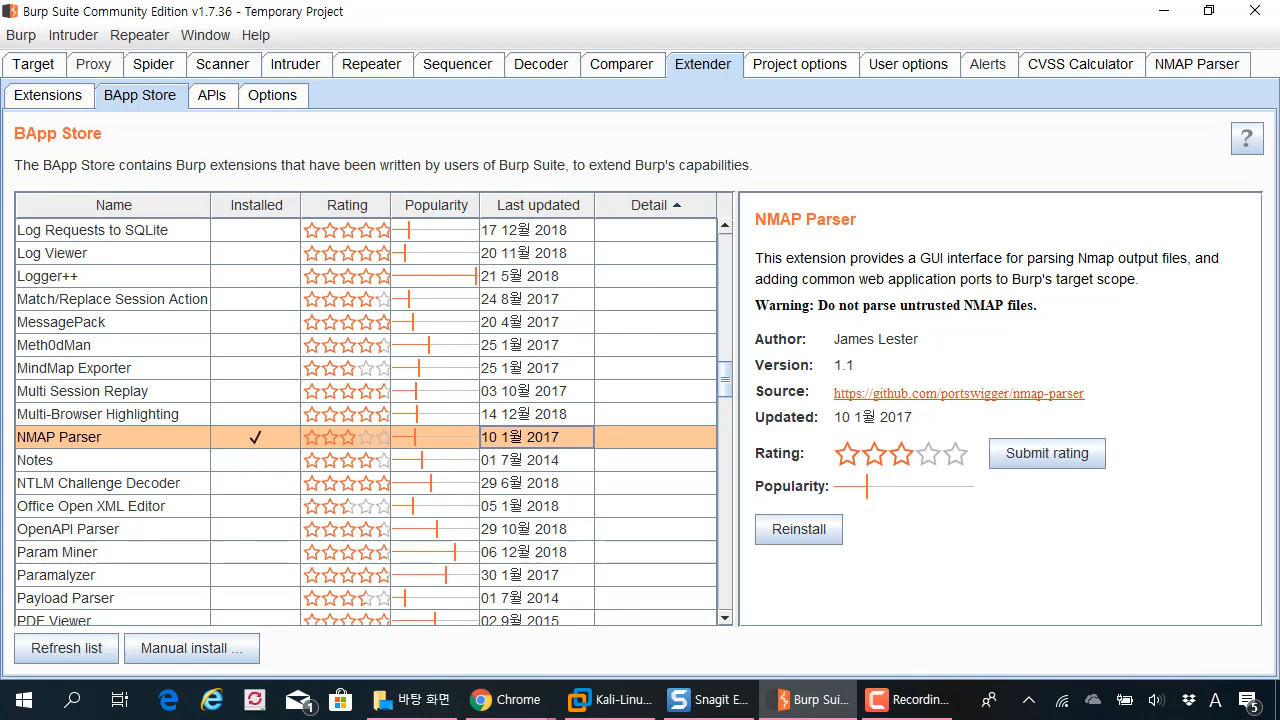 Burp Suite Community Edition v1.7.36 - Temporary Project
Burp Intruder Repeater Window Help
Target Proxy Spider Scanner Intruder Repeater Sequencer Decoder Comparer Extender Project options User options Alerts CVSS Calculator NMAP Parser
Extensions BApp Store APIs Options
BApp Store
?
The BApp Store contains Burp extensions that have been written by users of Burp Suite, to extend Burp's capabilities.
Name Installed Rating Popularity Last updated Detail
Log Requests to SQLite 17 12월 2018
Log Viewer 20 11월 2018
Logger++ 21 5월 2018
Match/Replace Session Action 24 8월 2017
MessagePack 20 4월 2017
Meth0dMan 25 1월 2017
MindMap Exporter 25 1월 2017
Multi Session Replay 03 10월 2017
Multi-Browser Highlighting 14 12월 2018
NMAP Parser 10 1월 2017
Notes 01 7월 2014
NTLM Challenge Decoder 29 6월 2018
Office Open XML Editor 05 1월 2018
OpenAPI Parser 29 10월 2018
Param Miner 06 12월 2018
Paramalyzer 30 1월 2017
Payload Parser 01 7월 2014
PDF Viewer 02 9월 2015
NMAP Parser
This extension provides a GUI interface for parsing Nmap output files, and
adding common web application ports to Burp's target scope.
Warning: Do not parse untrusted NMAP files.
Author: James Lester
Version: 1.1
Source: https://github.com/portswigger/nmap-parser
Updated: 10 1월 2017
Rating: Submit rating
Popularity:
Reinstall
Refresh list Manual install ...
1 바탕 화면 Chrome Kali-Linu... Snagit E... Burp Sui... Recordin... A 5